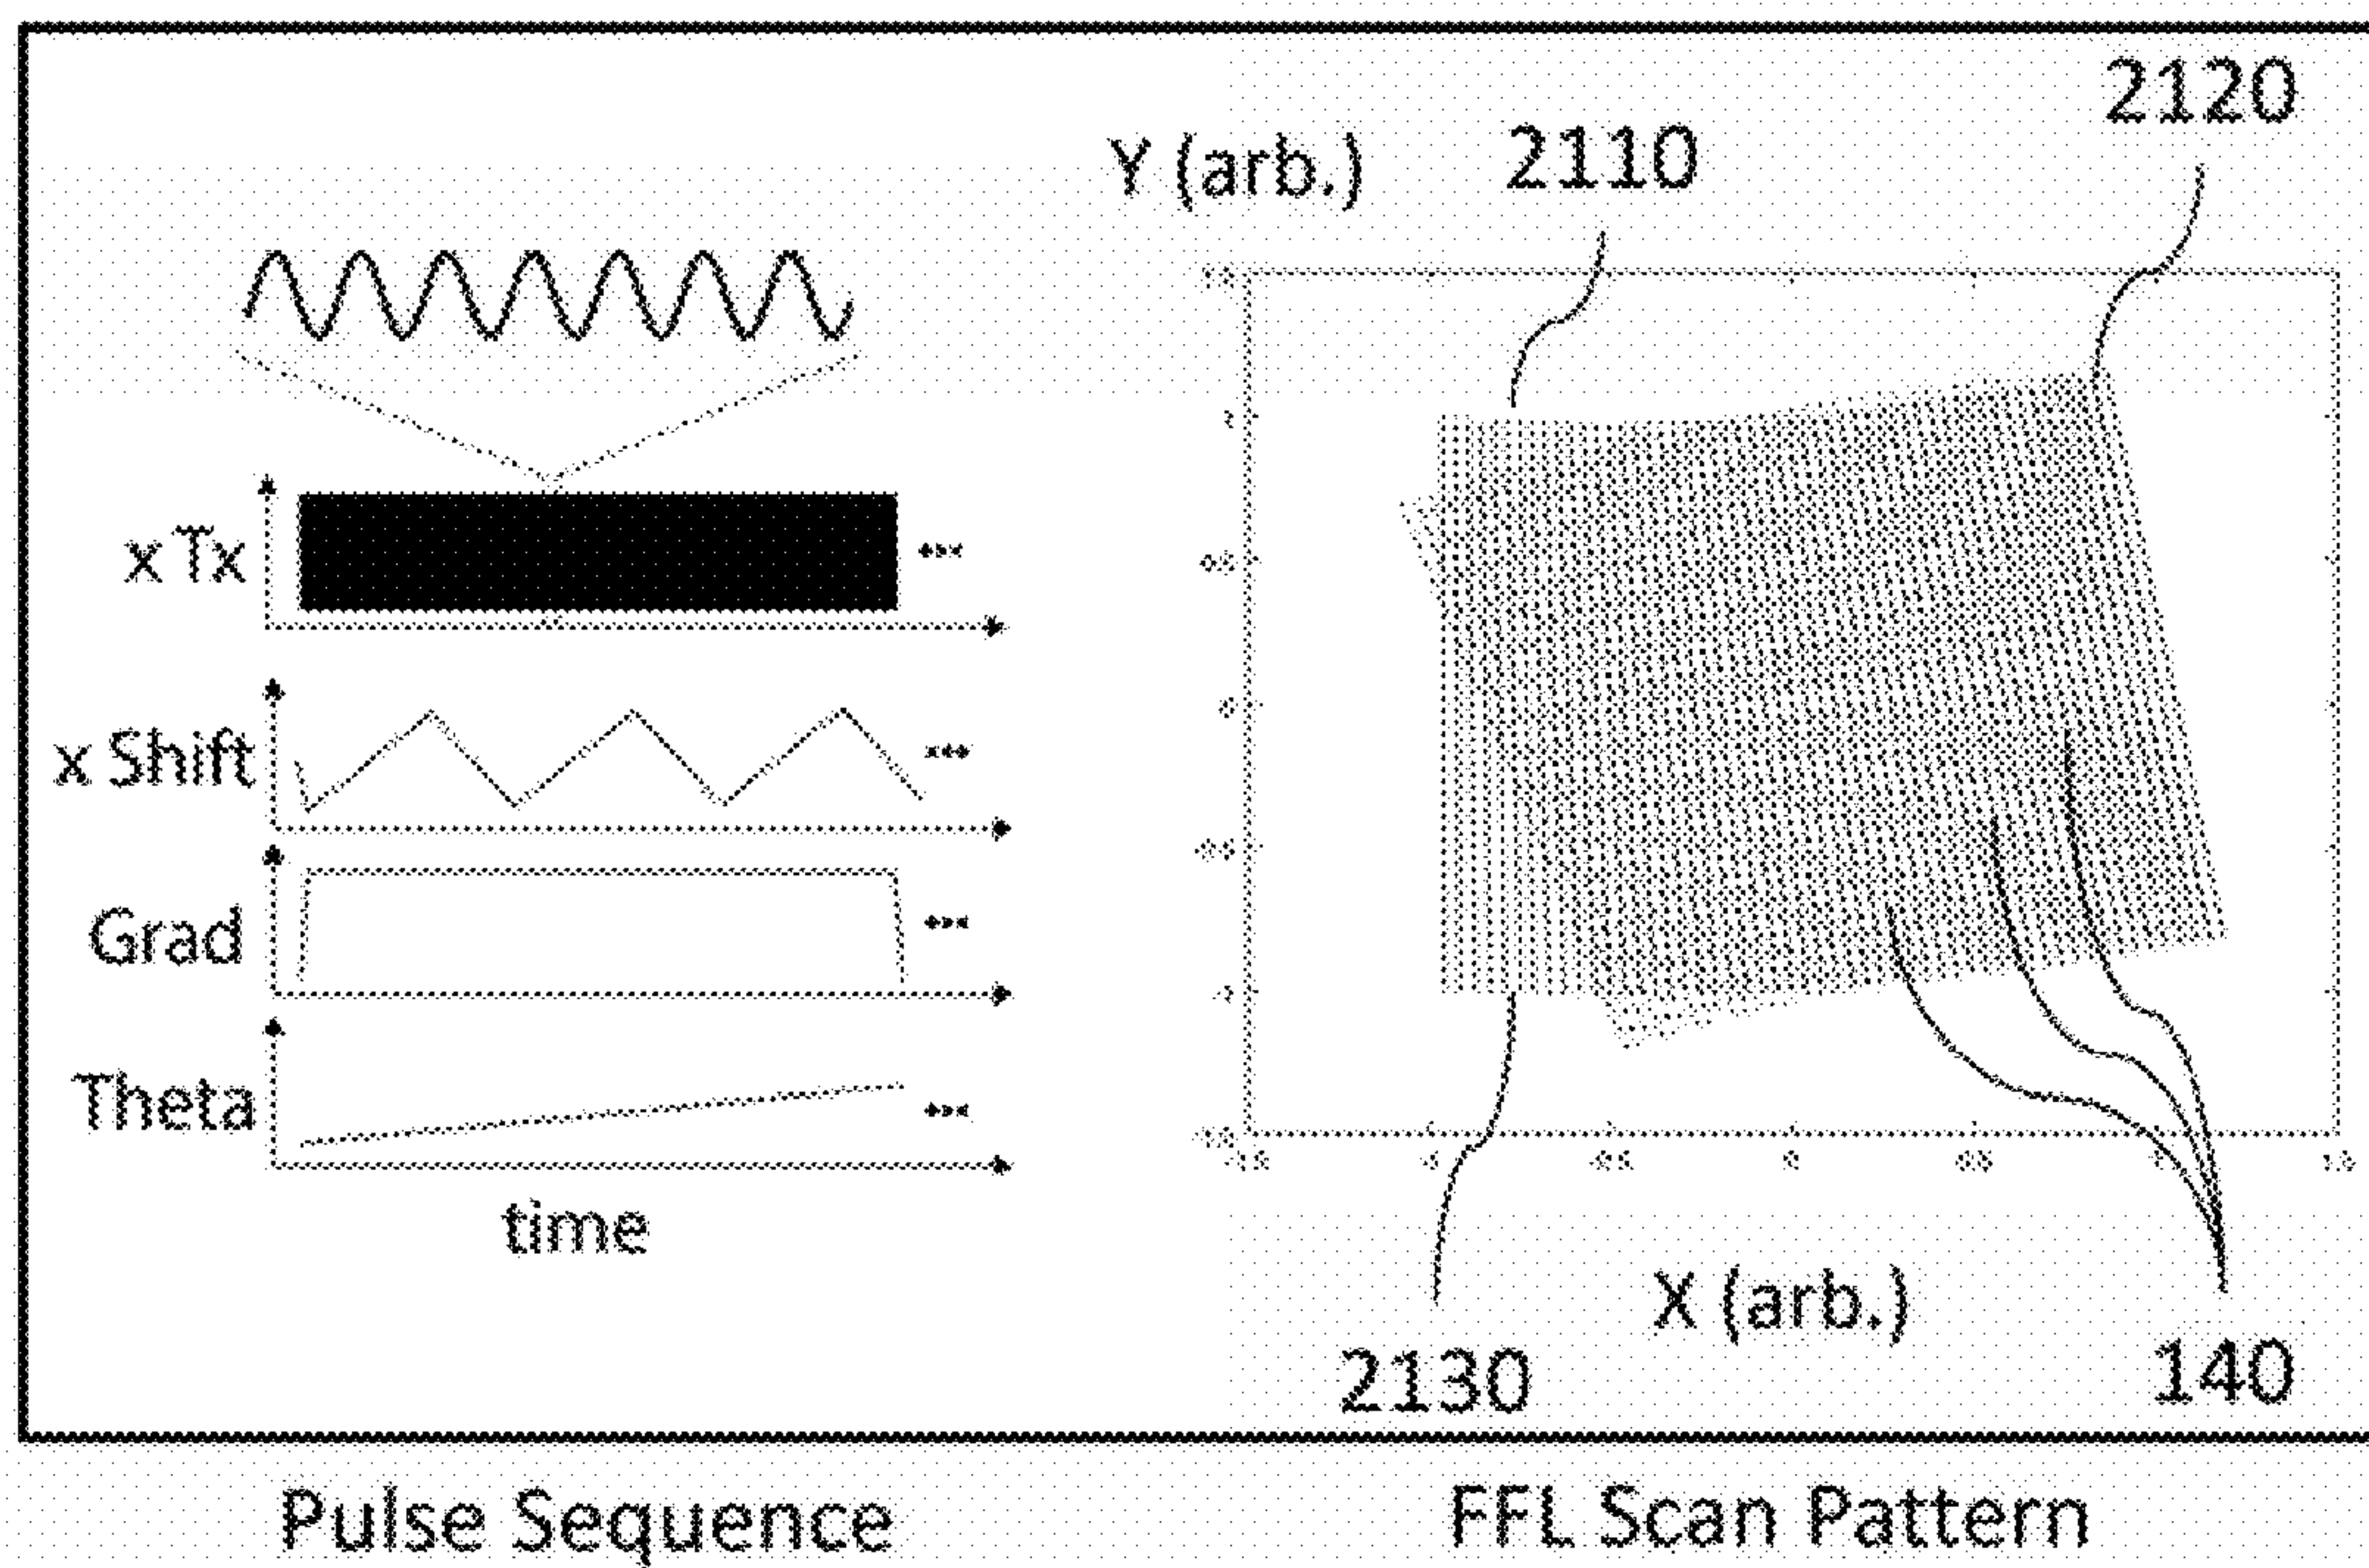 2120
Y (arb.)
2110
x Tx
x Shift
Grad
Theta
time
X (arb.)
2130
140
Pulse Sequence
FFL Scan Pattern